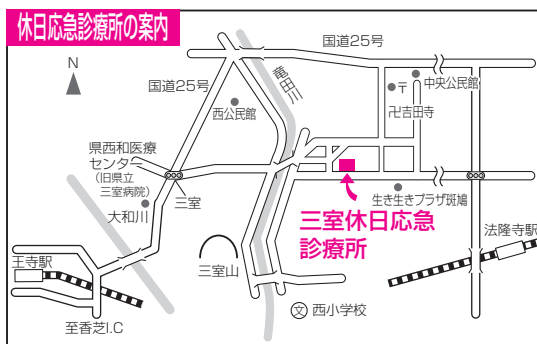 休日応急診療所の案内
国道25号
N
国道25号
竜田川
中央公民館
〒
西公民館
卍吉田寺
県西和医療
センター
(旧県立
三室病院)
三室
大和川
生き生きプラザ斑鳩
三室休日応急
診療所
法隆寺駅
王寺駅
三室山
文 西小学校
至香芝I.C